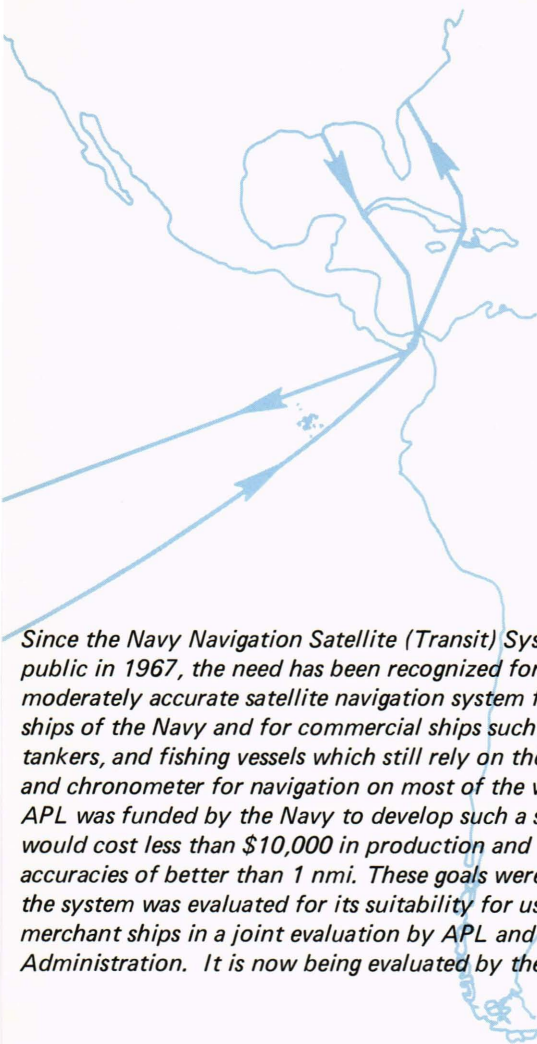 Since the Navy Navigation Satellite (Transit) Sys
public in 1967, the need has been recognized for
moderately accurate satellite navigation system f
ships of the Navy and for commercial ships such
tankers, and fishing vessels which still rely on the
and chronometer for navigation on most of the w
APL was funded by the Navy to develop such a s
would cost less than $10,000 in production and
accuracies of better than 1 nmi. These goals were
the system was evaluated for its suitability for us
merchant ships in a joint evaluation by APL and
Administration. It is now being evaluated by the